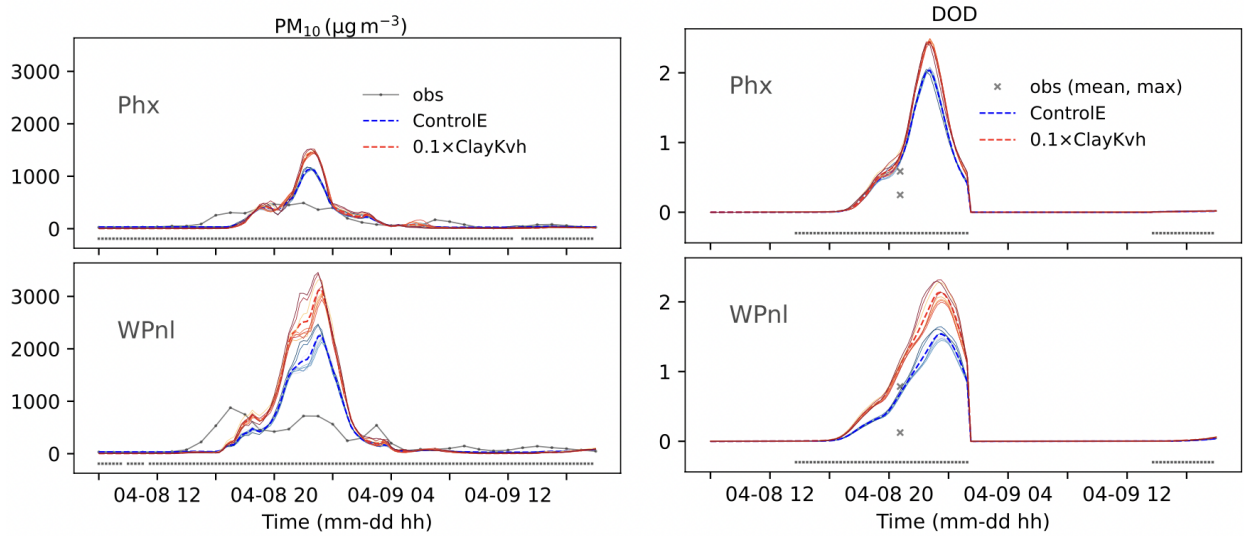 PM₁₀ (µg m⁻³)
3000
2000
1000
0
Phx
obs
ControlE
0.1×ClayKvh
3000
2000
1000
0
WPnl
04-08 12
04-08 20
04-09 04
04-09 12
Time (mm-dd hh)
DOD
2
1
0
Phx
obs (mean, max)
ControlE
0.1×ClayKvh
2
1
0
WPnl
04-08 12
04-08 20
04-09 04
04-09 12
Time (mm-dd hh)